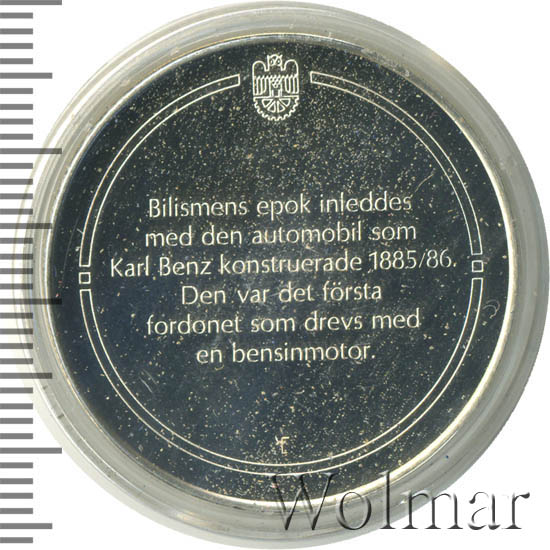 Bilismens epok inleddes
med den automobil som
Karl Benz konstruerade 1885/86.
Den var det första
fordonet som drevs med
en bensinmotor.
F
Wolmar